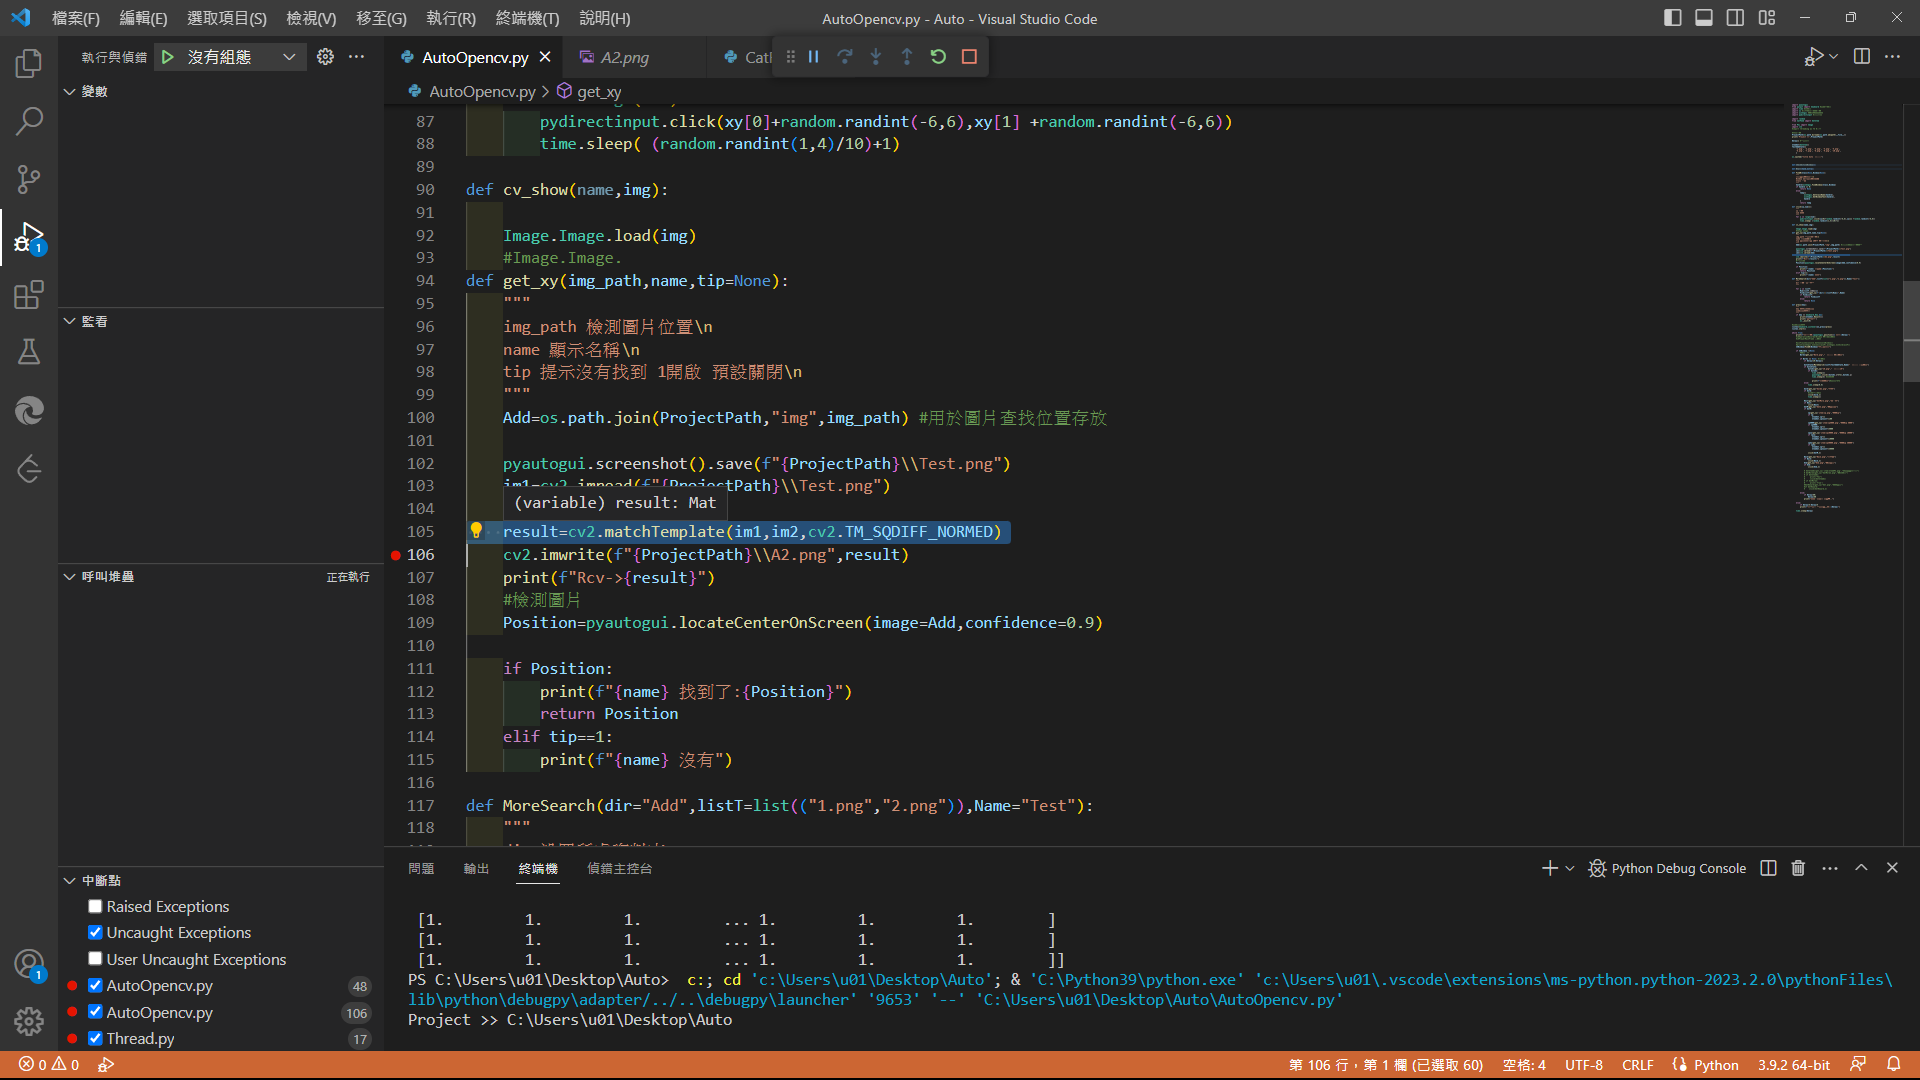 檔案(F) 編輯(E) 選取項目(S) 檢視(V) 移至(G) 執行(R) 終端機(T) 說明(H)
AutoOpencv.py - Auto - Visual Studio Code
執行與偵錯 沒有組態
AutoOpencv.py A2.png
AutoOpencv.py > get_xy
變數
監看
呼叫堆疊 正在執行
中斷點
Raised Exceptions
Uncaught Exceptions
User Uncaught Exceptions
AutoOpencv.py 48
AutoOpencv.py 106
Thread.py 17
87 pydirectinput.click(xy[0]+random.randint(-6,6),xy[1] +random.randint(-6,6))
88 time.sleep( (random.randint(1,4)/10)+1)
89
90 def cv_show(name,img):
91
92 Image.Image.load(img)
93 #Image.Image.
94 def get_xy(img_path,name,tip=None):
95 """
96 img_path 檢測圖片位置\n
97 name 顯示名稱\n
98 tip 提示沒有找到 1開啟 預設關閉\n
99 """
100 Add=os.path.join(ProjectPath,"img",img_path) #用於圖片查找位置存放
101
102 pyautogui.screenshot().save(f"{ProjectPath}\\Test.png")
103 im1=cv2.imread(f"{ProjectPath}\\Test.png")
(variable) result: Mat
104
105 result=cv2.matchTemplate(im1,im2,cv2.TM_SQDIFF_NORMED)
106 cv2.imwrite(f"{ProjectPath}\\A2.png",result)
107 print(f"Rcv->{result}")
108 #檢測圖片
109 Position=pyautogui.locateCenterOnScreen(image=Add,confidence=0.9)
110
111 if Position:
112 print(f"{name} 找到了:{Position}")
113 return Position
114 elif tip==1:
115 print(f"{name} 沒有")
116
117 def MoreSearch(dir="Add",listT=list(("1.png","2.png")),Name="Test"):
118 """
問題 輸出 終端機 偵錯主控台
Python Debug Console
[1. 1. 1. ... 1. 1. 1. ]
[1. 1. 1. ... 1. 1. 1. ]
[1. 1. 1. ... 1. 1. 1. ]]
PS C:\Users\u01\Desktop\Auto> c:; cd 'c:\Users\u01\Desktop\Auto'; & 'C:\Python39\python.exe' 'c:\Users\u01\.vscode\extensions\ms-python.python-2023.2.0\pythonFiles\
lib\python\debugpy\adapter/../..\debugpy\launcher' '9653' '--' 'C:\Users\u01\Desktop\Auto\AutoOpencv.py'
Project >> C:\Users\u01\Desktop\Auto
0 0
第 106 行，第 1 欄 (已選取 60) 空格: 4 UTF-8 CRLF Python 3.9.2 64-bit